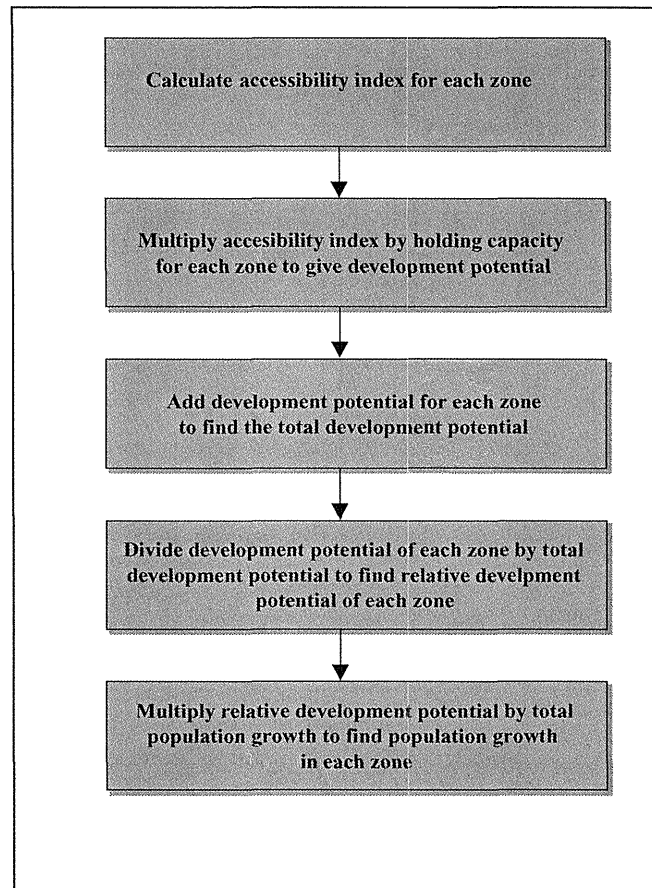 Calculate accessibility index for each zone
Multiply accesibility index by holding capacity
for each zone to give development potential
Add development potential for each zone
to find the total development potential
Divide development potential of each zone by total
development potential to find relative develpment
potential of each zone
Multiply relative development potential by total
population growth to find population growth
in each zone